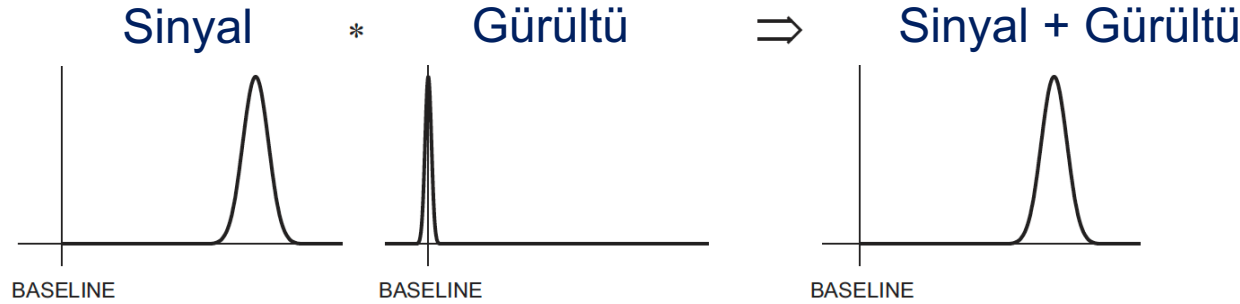 Sinyal * Gürültü ⇒ Sinyal + Gürültü
BASELINE BASELINE BASELINE